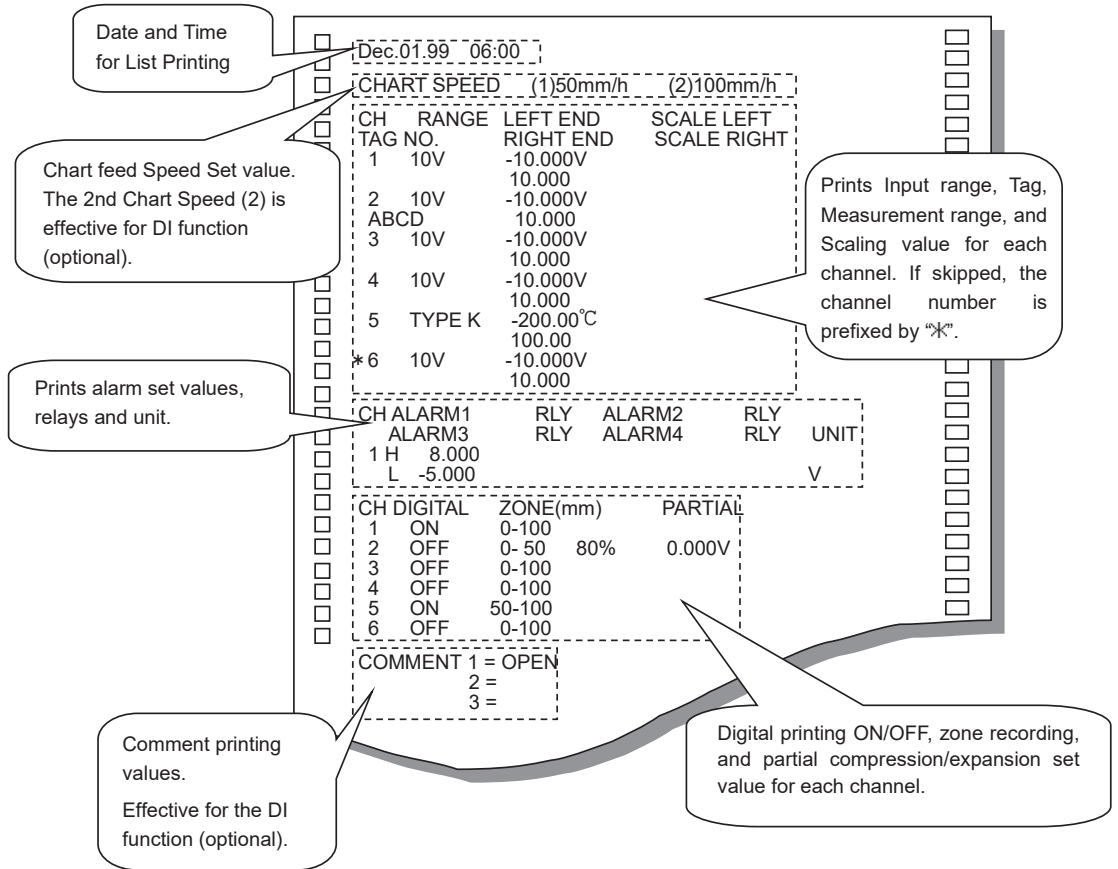 Date and Time
for List Printing
Dec.01.99 06:00
CHART SPEED (1)50mm/h (2)100mm/h
Chart feed Speed Set value.
The 2nd Chart Speed (2) is
effective for DI function
(optional).
CH RANGE LEFT END SCALE LEFT
TAG NO. RIGHT END SCALE RIGHT
1 10V -10.000V
10.000
2 10V -10.000V
ABCD 10.000
3 10V -10.000V
10.000
4 10V -10.000V
10.000
5 TYPE K -200.00°C
100.00
*6 10V -10.000V
10.000
Prints Input range, Tag,
Measurement range, and
Scaling value for each
channel. If skipped, the
channel number is
prefixed by “*”.
Prints alarm set values,
relays and unit.
CH ALARM1 RLY ALARM2 RLY
ALARM3 RLY ALARM4 RLY UNIT
1 H 8.000
L -5.000 V
CH DIGITAL ZONE(mm) PARTIAL
1 ON 0-100
2 OFF 0- 50 80% 0.000V
3 OFF 0-100
4 OFF 0-100
5 ON 50-100
6 OFF 0-100
COMMENT 1 = OPEN
2 =
3 =
Comment printing
values.
Effective for the DI
function (optional).
Digital printing ON/OFF, zone recording,
and partial compression/expansion set
value for each channel.